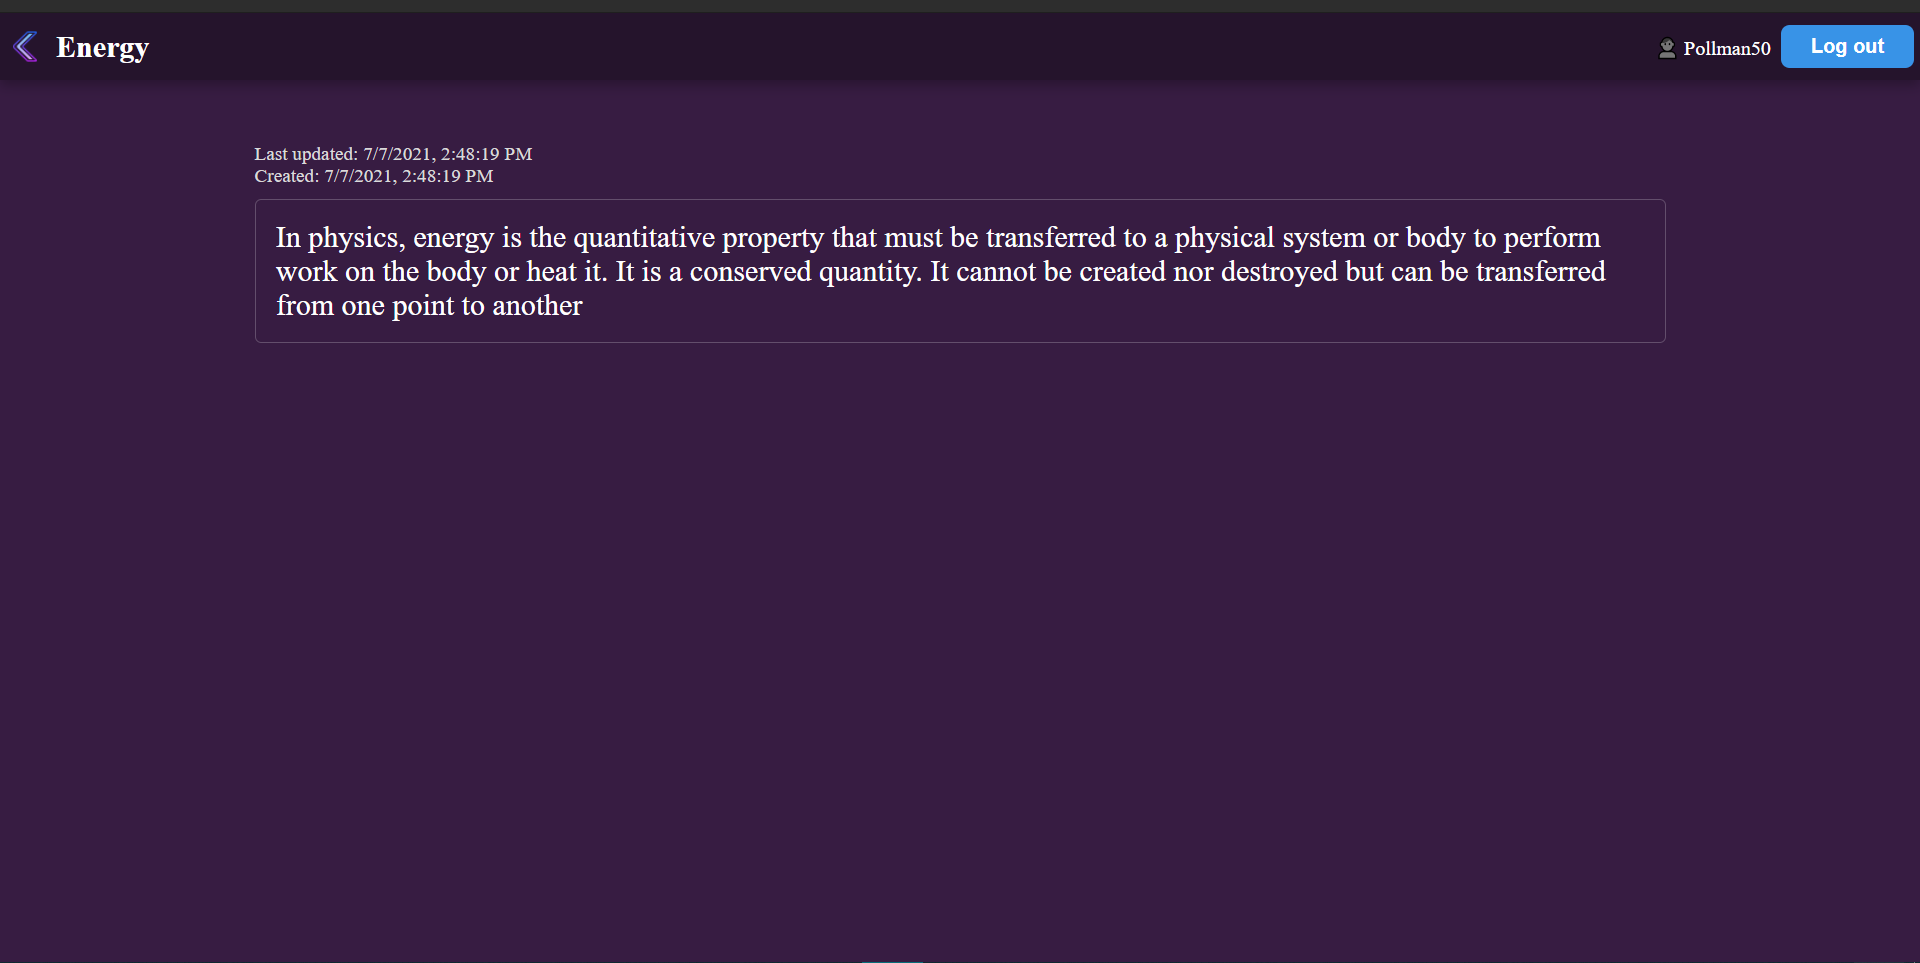 Energy
Pollman50
Log out
Last updated: 7/7/2021, 2:48:19 PM
Created: 7/7/2021, 2:48:19 PM
In physics, energy is the quantitative property that must be transferred to a physical system or body to perform
work on the body or heat it. It is a conserved quantity. It cannot be created nor destroyed but can be transferred
from one point to another